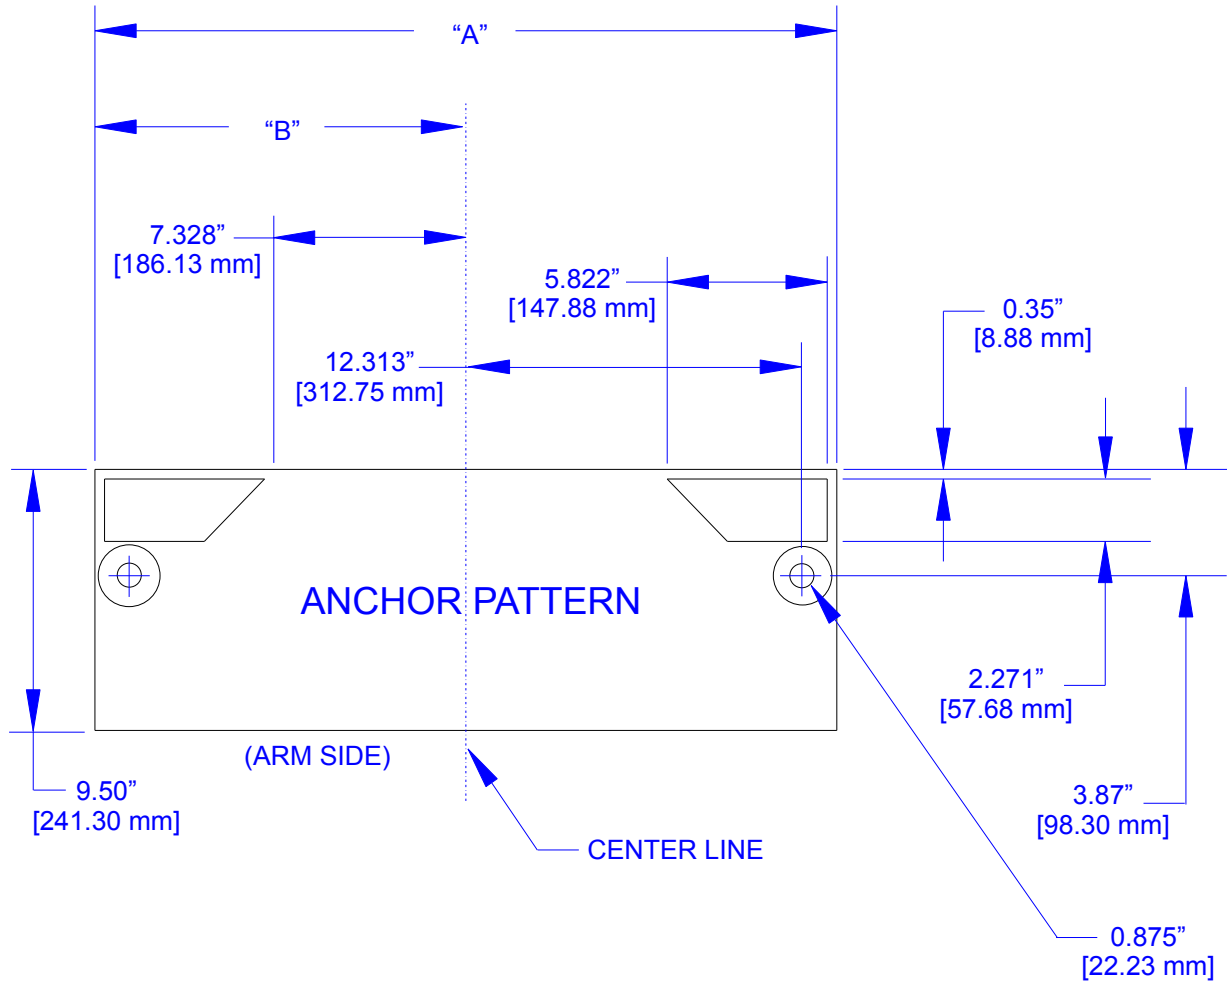 “A”
“B”
7.328”
[186.13 mm]
5.822”
[147.88 mm]
0.35”
[8.88 mm]
12.313”
[312.75 mm]
ANCHOR PATTERN
2.271”
[57.68 mm]
(ARM SIDE)
9.50”
[241.30 mm]
3.87”
[98.30 mm]
CENTER LINE
0.875”
[22.23 mm]